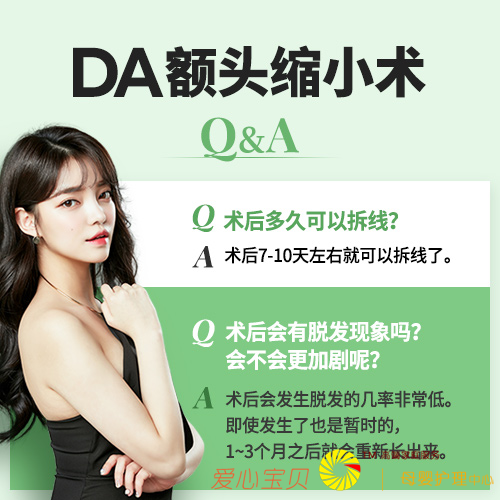 DA额头缩小术
Q&A
Q 术后多久可以拆线?
A 术后7-10天左右就可以拆线了。
Q 术后会有脱发现象吗?
会不会更加剧呢?
A 术后会发生脱发的几率非常低。
即使发生了也是暂时的，
1~3个月之后就会重新长出来。
爱心宝贝